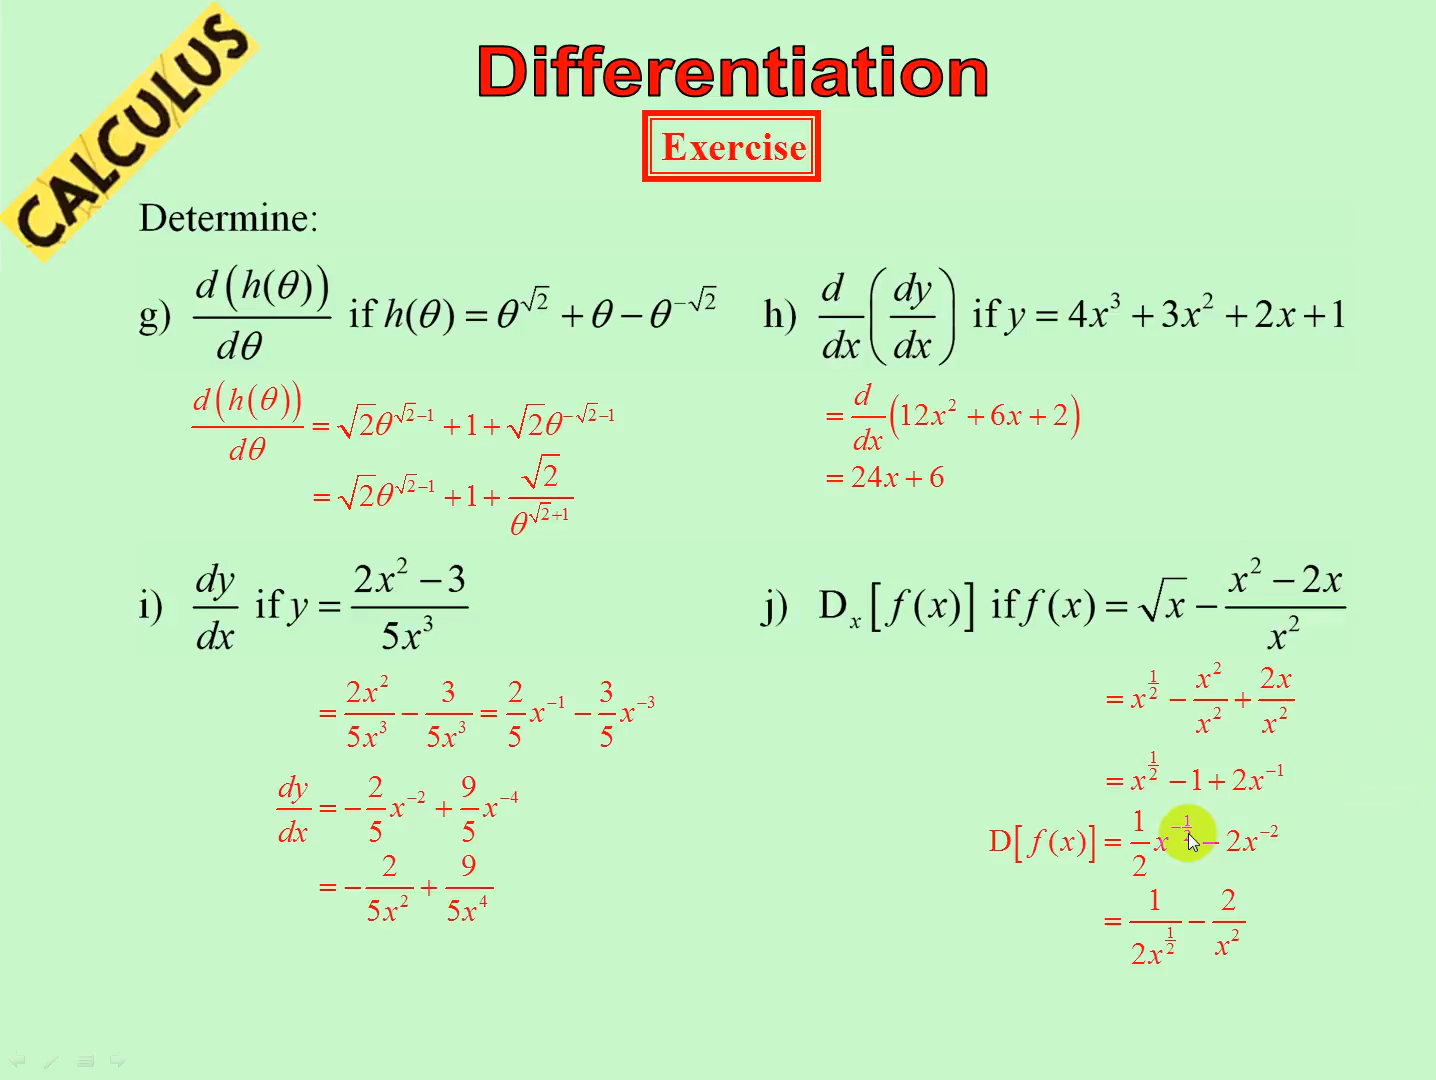 CALCULUS
Differentiation
Exercise
Determine:
g) d(h(θ))/dθ if h(θ) = θ^√2 + θ − θ^−√2
d(h(θ))/dθ = √2θ^(√2−1) + 1 + √2θ^(−√2−1)
= √2θ^(√2−1) + 1 + √2/θ^(√2+1)
h) d/dx (dy/dx) if y = 4x³ + 3x² + 2x + 1
= d/dx (12x² + 6x + 2)
= 24x + 6
i) dy/dx if y = (2x² − 3)/5x³
= 2x²/5x³ − 3/5x³ = 2/5 x⁻¹ − 3/5 x⁻³
dy/dx = −2/5 x⁻² + 9/5 x⁻⁴
= −2/5x² + 9/5x⁴
j) Dₓ[f(x)] if f(x) = √x − (x² − 2x)/x²
= x^(1/2) − x²/x² + 2x/x²
= x^(1/2) − 1 + 2x⁻¹
D[f(x)] = 1/2 x^(−1/2) − 2x⁻²
= 1/2x^(1/2) − 2/x²